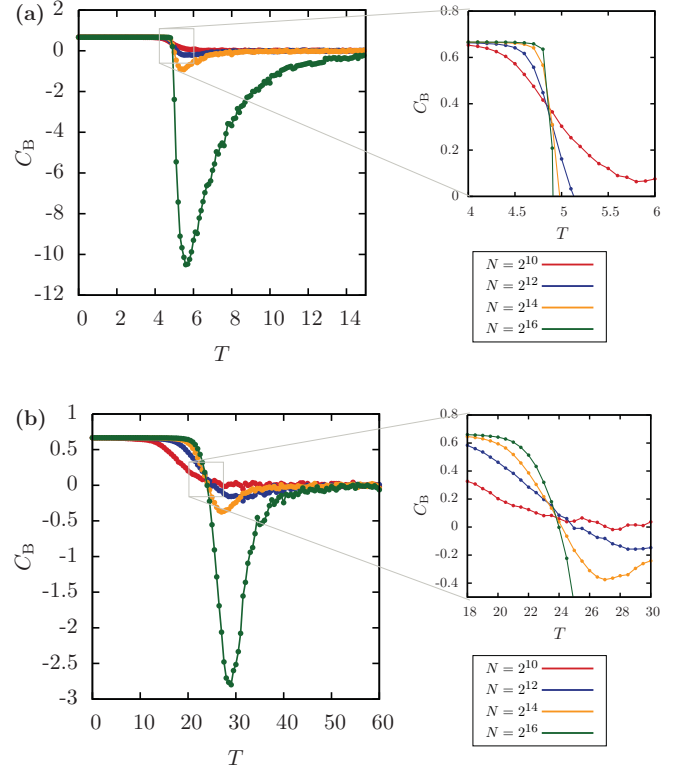 (a)
2
0
-2
-4
-6
-8
-10
-12
C_B
0 2 4 6 8 10 12 14
T
0.8
0.6
0.4
0.2
0
C_B
4 4.5 5 5.5 6
T
N = 2^10
N = 2^12
N = 2^14
N = 2^16
(b)
1
0.5
0
-0.5
-1
-1.5
-2
-2.5
-3
C_B
0 10 20 30 40 50 60
T
0.8
0.6
0.4
0.2
0
-0.2
-0.4
C_B
18 20 22 24 26 28 30
T
N = 2^10
N = 2^12
N = 2^14
N = 2^16